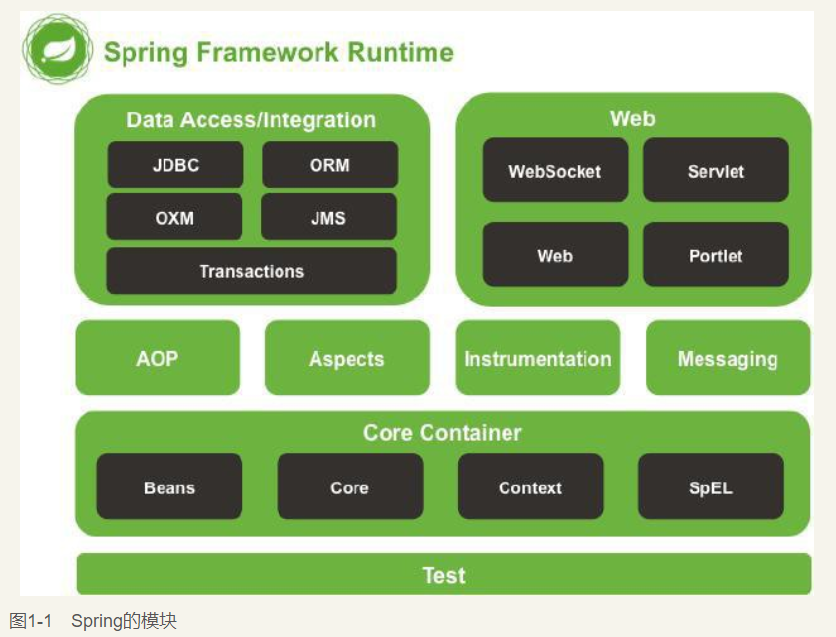 Spring Framework Runtime
Data Access/Integration
JDBC ORM
OXM JMS
Transactions
Web
WebSocket Servlet
Web Portlet
AOP Aspects Instrumentation Messaging
Core Container
Beans Core Context SpEL
Test
图1-1 Spring的模块